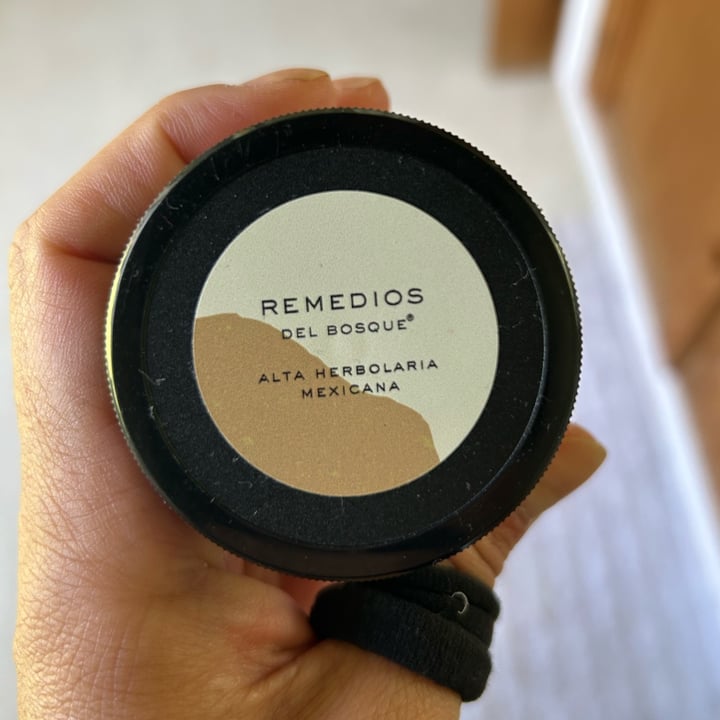 REMEDIOS
DEL BOSQUE®
ALTA HERBOLARIA
MEXICANA